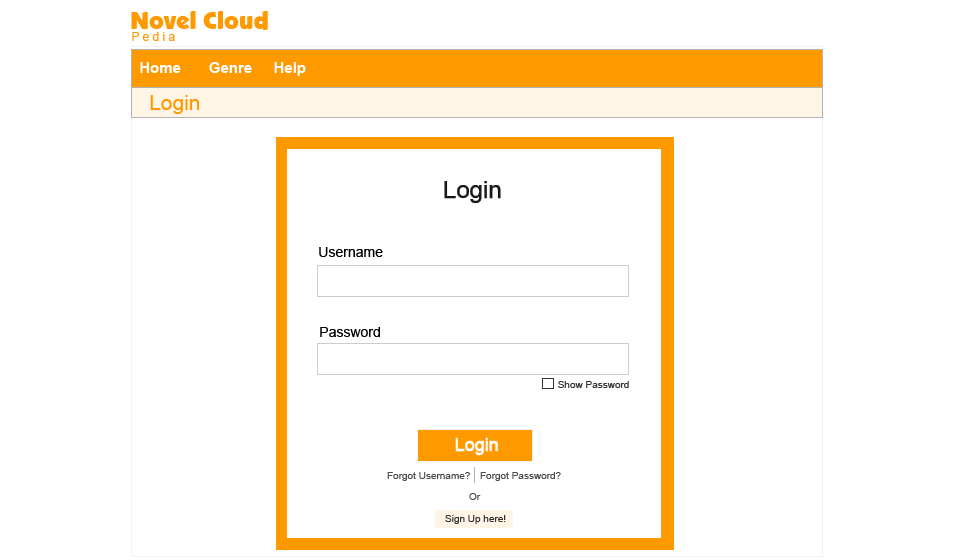 Novel Cloud
Pedia
Home Genre Help
Login
Login
Username
Password
Show Password
Login
Forgot Username? Forgot Password?
Or
Sign Up here!